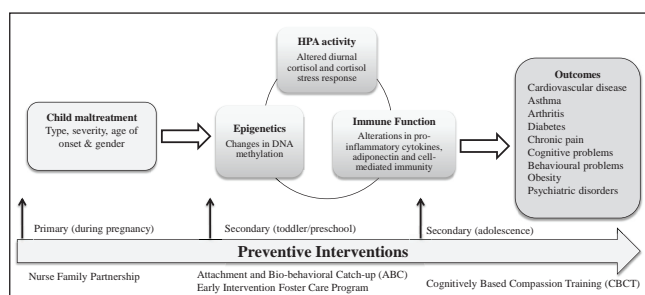 HPA activity
Altered diurnal
cortisol and cortisol
stress response
Child maltreatment
Type, severity, age of
onset & gender
Epigenetics
Changes in DNA
methylation
Immune Function
Alterations in pro-
inflammatory cytokines,
adiponectin and cell-
mediated immunity
Outcomes
Cardiovascular disease
Asthma
Arthritis
Diabetes
Chronic pain
Cognitive problems
Behavioural problems
Obesity
Psychiatric disorders
Primary (during pregnancy)
Secondary (toddler/preschool)
Secondary (adolescence)
Preventive Interventions
Nurse Family Partnership
Attachment and Bio-behavioral Catch-up (ABC)
Early Intervention Foster Care Program
Cognitively Based Compassion Training (CBCT)